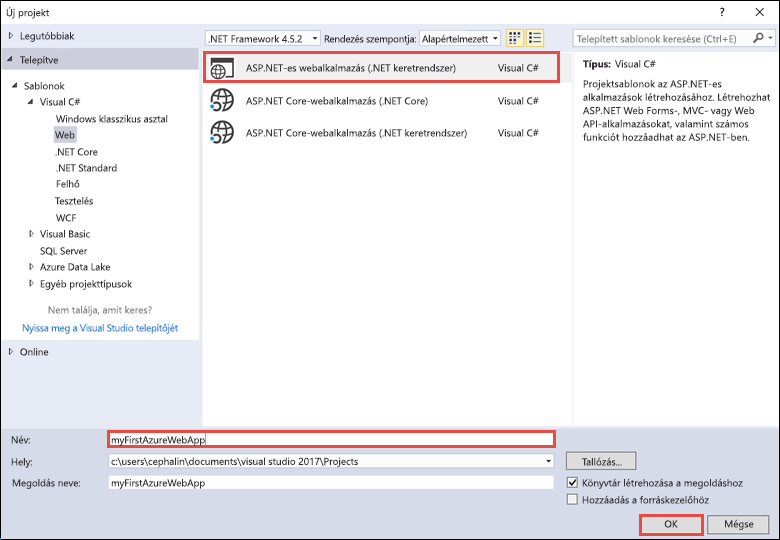 Új projekt
? ×
Legutóbbiak
Telepítve
Sablonok
Visual C#
Windows klasszikus asztal
Web
.NET Core
.NET Standard
Felhő
Tesztelés
WCF
Visual Basic
SQL Server
Azure Data Lake
Egyéb projekttípusok
Nem találja, amit keres?
Nyissa meg a Visual Studio telepítőjét
Online
.NET Framework 4.5.2 Rendezés szempontja: Alapértelmezett
ASP.NET-es webalkalmazás (.NET keretrendszer) Visual C#
ASP.NET Core-webalkalmazás (.NET Core) Visual C#
ASP.NET Core-webalkalmazás (.NET keretrendszer) Visual C#
Telepített sablonok keresése (Ctrl+E)
Típus: Visual C#
Projektsablonok az ASP.NET-es
alkalmazások létrehozásához. Létrehozhat
ASP.NET Web Forms-, MVC- vagy Web
API-alkalmazásokat, valamint számos
funkciót hozzáadhat az ASP.NET-ben.
Név: myFirstAzureWebApp
Hely: c:\users\cephalin\documents\visual studio 2017\Projects Tallózás...
Megoldás neve: myFirstAzureWebApp
Könyvtár létrehozása a megoldáshoz
Hozzáadás a forráskezelőhöz
OK Mégse